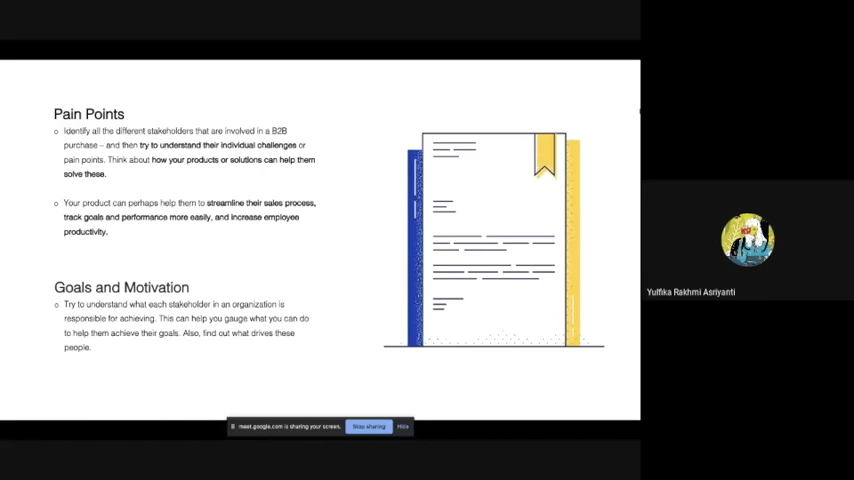 Pain Points
o Identify all the different stakeholders that are involved in a B2B
purchase – and then try to understand their individual challenges or
pain points. Think about how your products or solutions can help them
solve these.
o Your product can perhaps help them to streamline their sales process,
track goals and performance more easily, and increase employee
productivity.
Goals and Motivation
o Try to understand what each stakeholder in an organization is
responsible for achieving. This can help you gauge what you can do
to help them achieve their goals. Also, find out what drives these
people.
Yulfika Rakhmi Asriyanti
meet.google.com is sharing your screen.
Stop sharing
Hide